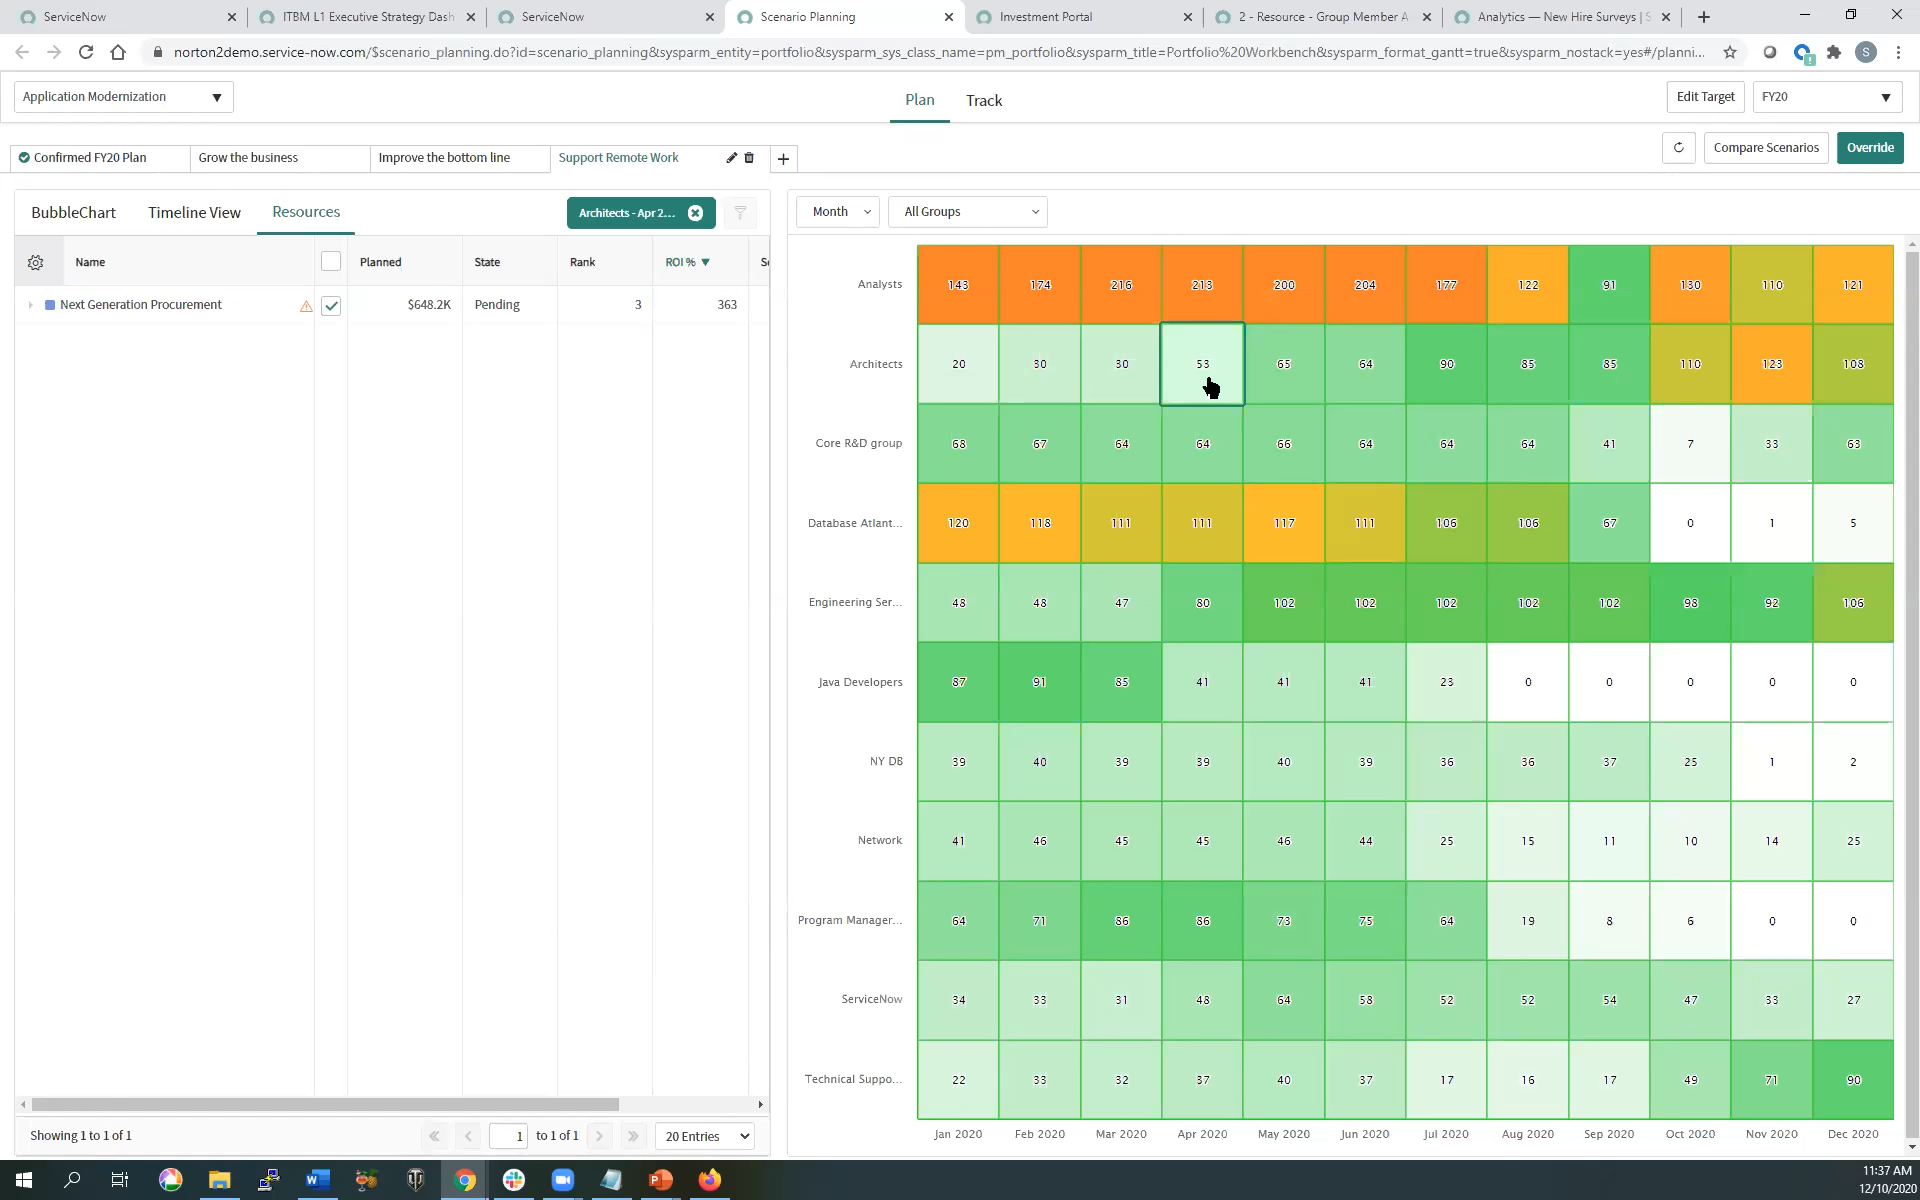 ServiceNow
ITBM L1 Executive Strategy Dash
ServiceNow
Scenario Planning
Investment Portal
2 - Resource - Group Member A
Analytics — New Hire Surveys | S
norton2demo.service-now.com/$scenario_planning.do?id=scenario_planning&sysparm_entity=portfolio&sysparm_sys_class_name=pm_portfolio&sysparm_title=Portfolio%20Workbench&sysparm_format_gantt=true&sysparm_nostack=yes#/planni...
S
Application Modernization
Plan
Track
Edit Target
FY20
Confirmed FY20 Plan
Grow the business
Improve the bottom line
Support Remote Work
Compare Scenarios
Override
BubbleChart
Timeline View
Resources
Architects - Apr 2...
Month
All Groups
Name
Planned
State
Rank
ROI %
Se
Next Generation Procurement
$648.2K
Pending
3
363
Analysts 143 174 216 213 200 204 177 122 91 130 110 121
Architects 20 30 30 53 65 64 90 85 85 110 123 108
Core R&D group 68 67 64 64 66 64 64 64 41 7 33 63
Database Atlant... 120 118 111 111 117 111 106 106 67 0 1 5
Engineering Ser... 48 48 47 80 102 102 102 102 102 98 92 106
Java Developers 87 91 85 41 41 41 23 0 0 0 0 0
NY DB 39 40 39 39 40 39 36 36 37 25 1 2
Network 41 46 45 45 46 44 25 15 11 10 14 25
Program Manager... 64 71 86 86 73 75 64 19 8 6 0 0
ServiceNow 34 33 31 48 64 58 52 52 54 47 33 27
Technical Suppo... 22 33 32 37 40 37 17 16 17 49 71 90
Jan 2020 Feb 2020 Mar 2020 Apr 2020 May 2020 Jun 2020 Jul 2020 Aug 2020 Sep 2020 Oct 2020 Nov 2020 Dec 2020
Showing 1 to 1 of 1
1 to 1 of 1
20 Entries
11:37 AM
12/10/2020